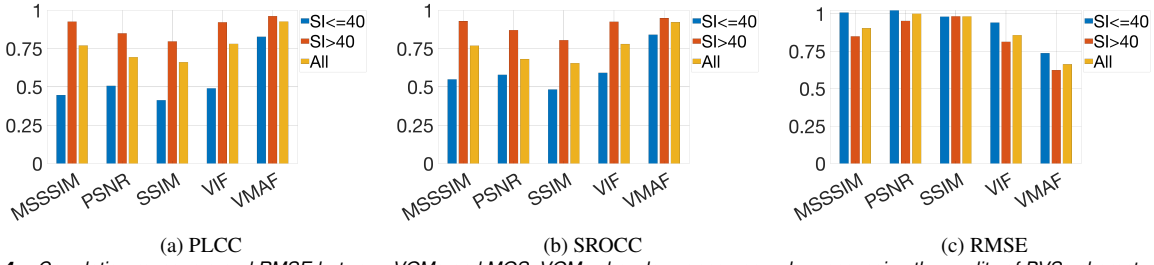 1
0.75
0.5
0.25
0
MSSSIM
PSNR
SSIM
VIF
VMAF
SI<=40
SI>40
All
(a) PLCC
1
0.75
0.5
0.25
0
MSSSIM
PSNR
SSIM
VIF
VMAF
SI<=40
SI>40
All
(b) SROCC
1
0.75
0.5
0.25
0
MSSSIM
PSNR
SSIM
VIF
VMAF
SI<=40
SI>40
All
(c) RMSE